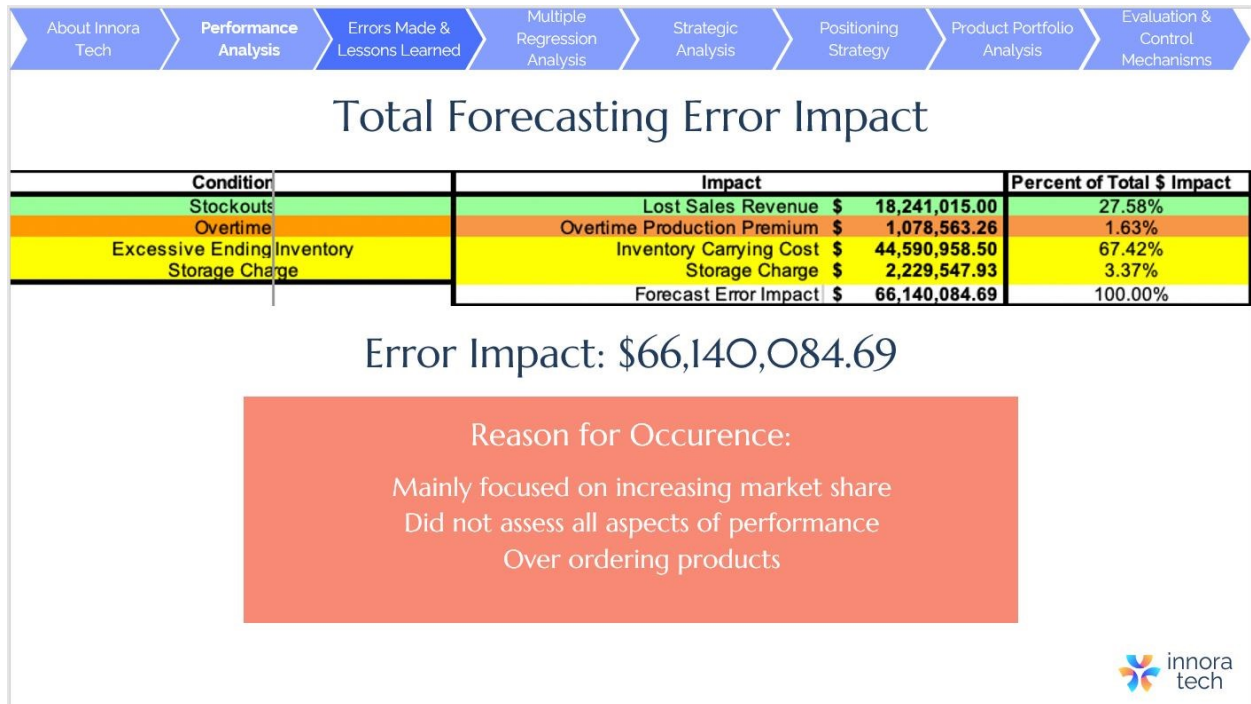 About Innora
Tech
Performance
Analysis
Errors Made &
Lessons Learned
Multiple
Regression
Analysis
Strategic
Analysis
Positioning
Strategy
Product Portfolio
Analysis
Evaluation &
Control
Mechanisms
Total Forecasting Error Impact
Condition Impact Percent of Total $ Impact
Stockouts Lost Sales Revenue $ 18,241,015.00 27.58%
Overtime Overtime Production Premium $ 1,078,563.26 1.63%
Excessive Ending Inventory Inventory Carrying Cost $ 44,590,958.50 67.42%
Storage Charge Storage Charge $ 2,229,547.93 3.37%
Forecast Error Impact $ 66,140,084.69 100.00%
Error Impact: $66,140,084.69
Reason for Occurence:
Mainly focused on increasing market share
Did not assess all aspects of performance
Over ordering products
innora
tech